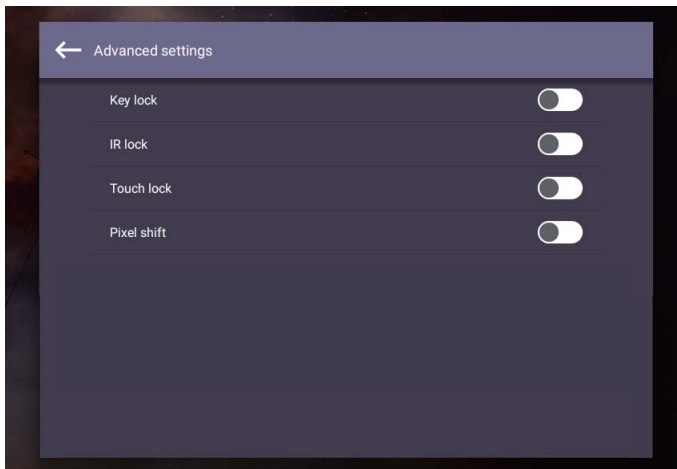 Advanced settings
Key lock
IR lock
Touch lock
Pixel shift